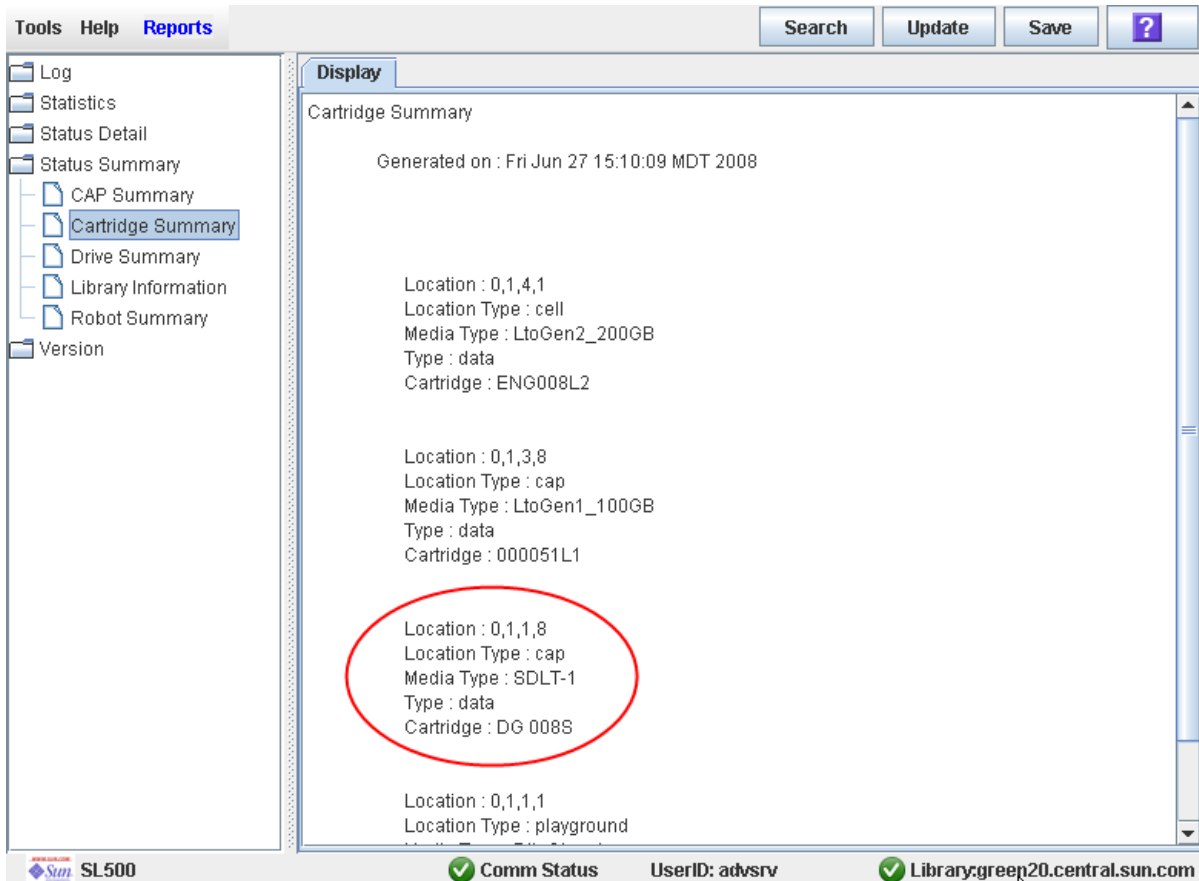 Tools Help Reports Search Update Save ?
Log
Statistics
Status Detail
Status Summary
CAP Summary
Cartridge Summary
Drive Summary
Library Information
Robot Summary
Version
Display
Cartridge Summary
Generated on : Fri Jun 27 15:10:09 MDT 2008
Location : 0,1,4,1
Location Type : cell
Media Type : LtoGen2_200GB
Type : data
Cartridge : ENG008L2
Location : 0,1,3,8
Location Type : cap
Media Type : LtoGen1_100GB
Type : data
Cartridge : 000051L1
Location : 0,1,1,8
Location Type : cap
Media Type : SDLT-1
Type : data
Cartridge : DG 008S
Location : 0,1,1,1
Location Type : playground
Sun SL500 Comm Status UserID: advsrv Library:green20.central.sun.com